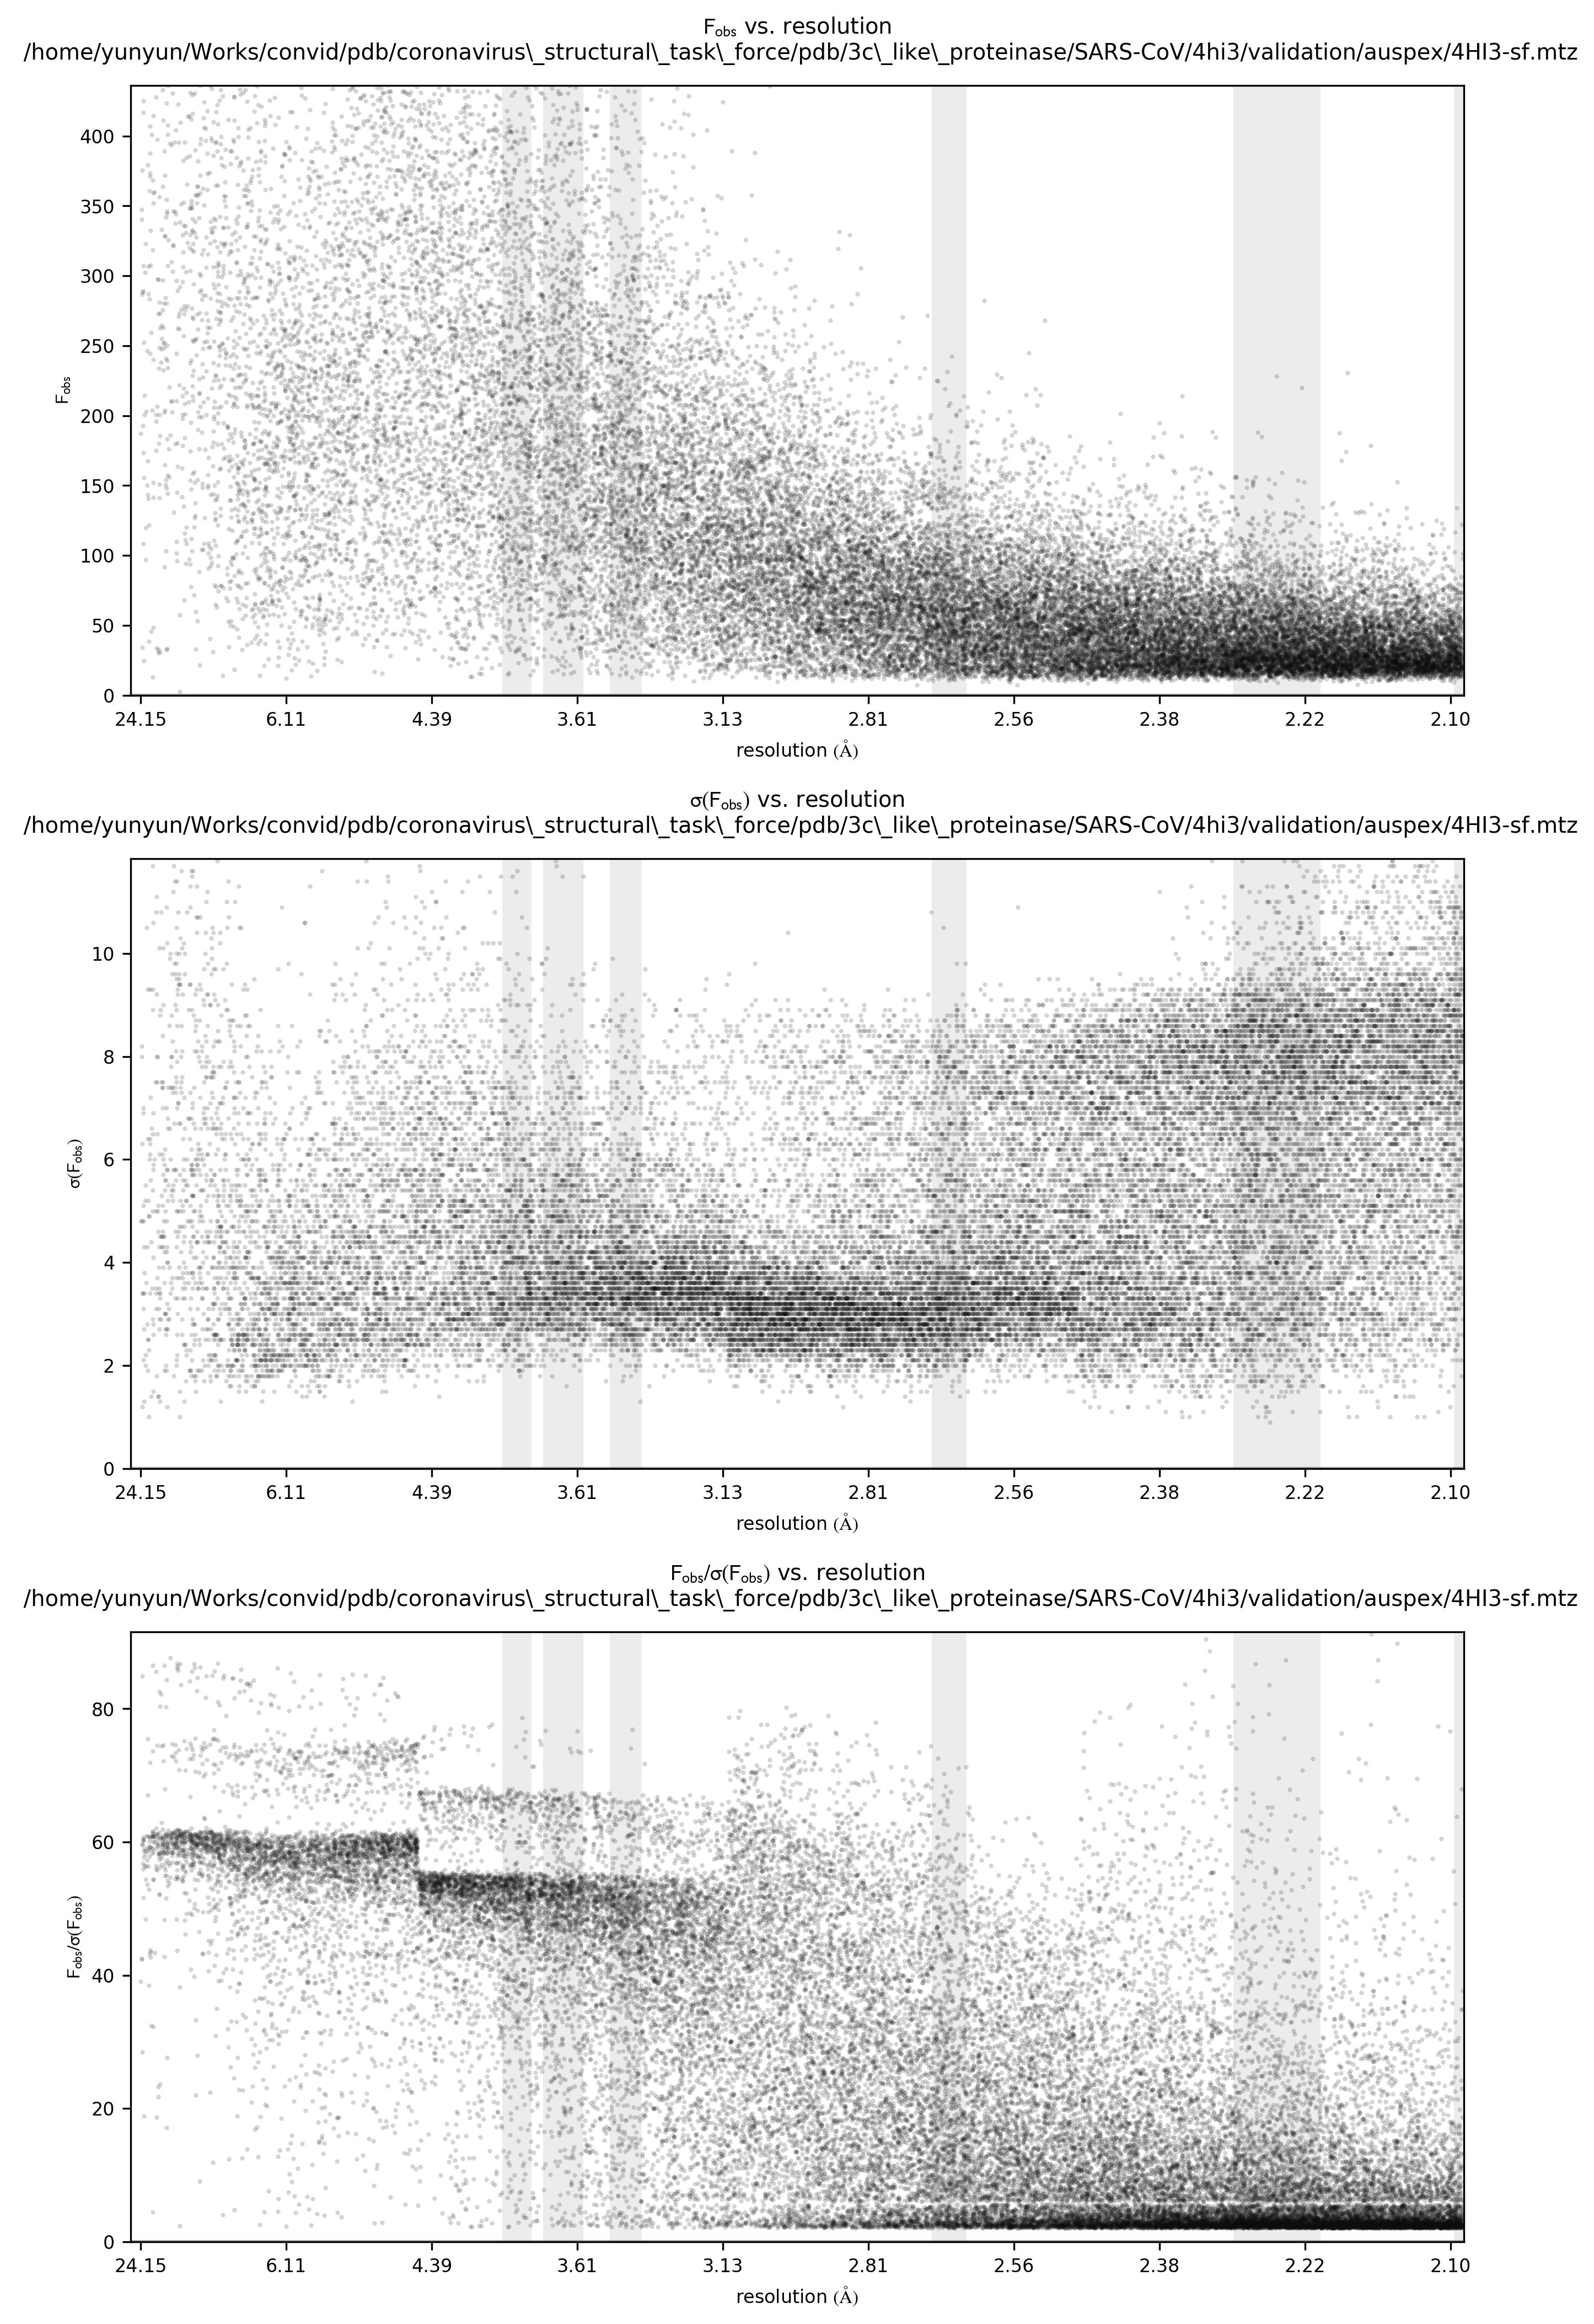 Fobs vs. resolution
/home/yunyun/Works/convid/pdb/coronavirus\_structural\_task\_force/pdb/3c\_like\_proteinase/SARS-CoV/4hi3/validation/auspex/4HI3-sf.mtz
400
350
300
250
200
150
100
50
0
Fobs
24.15 6.11 4.39 3.61 3.13 2.81 2.56 2.38 2.22 2.10
resolution (Å)
σ(Fobs) vs. resolution
/home/yunyun/Works/convid/pdb/coronavirus\_structural\_task\_force/pdb/3c\_like\_proteinase/SARS-CoV/4hi3/validation/auspex/4HI3-sf.mtz
10
8
6
4
2
0
σ(Fobs)
24.15 6.11 4.39 3.61 3.13 2.81 2.56 2.38 2.22 2.10
resolution (Å)
Fobs/σ(Fobs) vs. resolution
/home/yunyun/Works/convid/pdb/coronavirus\_structural\_task\_force/pdb/3c\_like\_proteinase/SARS-CoV/4hi3/validation/auspex/4HI3-sf.mtz
80
60
40
20
0
Fobs/σ(Fobs)
24.15 6.11 4.39 3.61 3.13 2.81 2.56 2.38 2.22 2.10
resolution (Å)